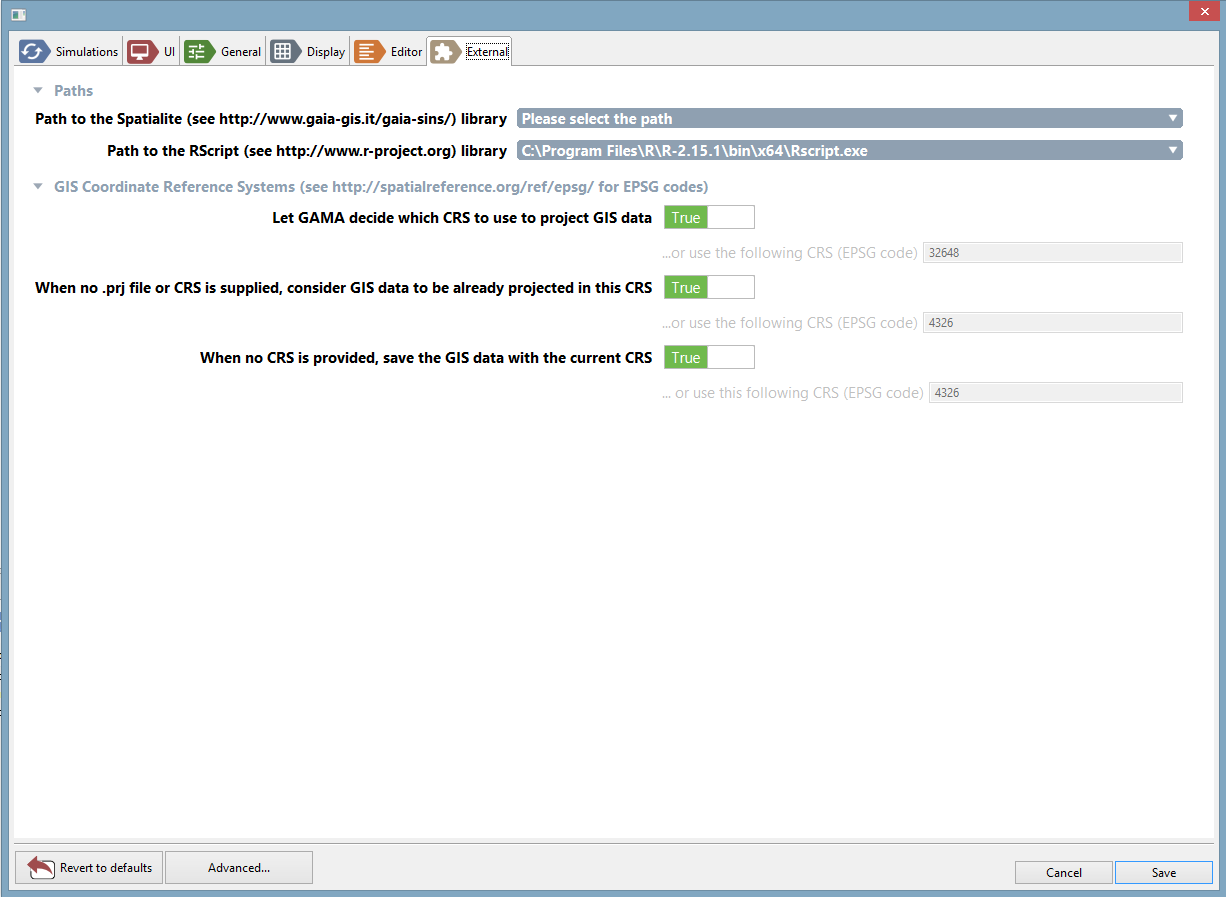 Simulations UI General Display Editor External
Paths
Path to the Spatialite (see http://www.gaia-gis.it/gaia-sins/) library Please select the path
Path to the RScript (see http://www.r-project.org) library C:\Program Files\R\R-2.15.1\bin\x64\Rscript.exe
GIS Coordinate Reference Systems (see http://spatialreference.org/ref/epsg/ for EPSG codes)
Let GAMA decide which CRS to use to project GIS data True
...or use the following CRS (EPSG code) 32648
When no .prj file or CRS is supplied, consider GIS data to be already projected in this CRS True
...or use the following CRS (EPSG code) 4326
When no CRS is provided, save the GIS data with the current CRS True
... or use this following CRS (EPSG code) 4326
Revert to defaults Advanced... Cancel Save